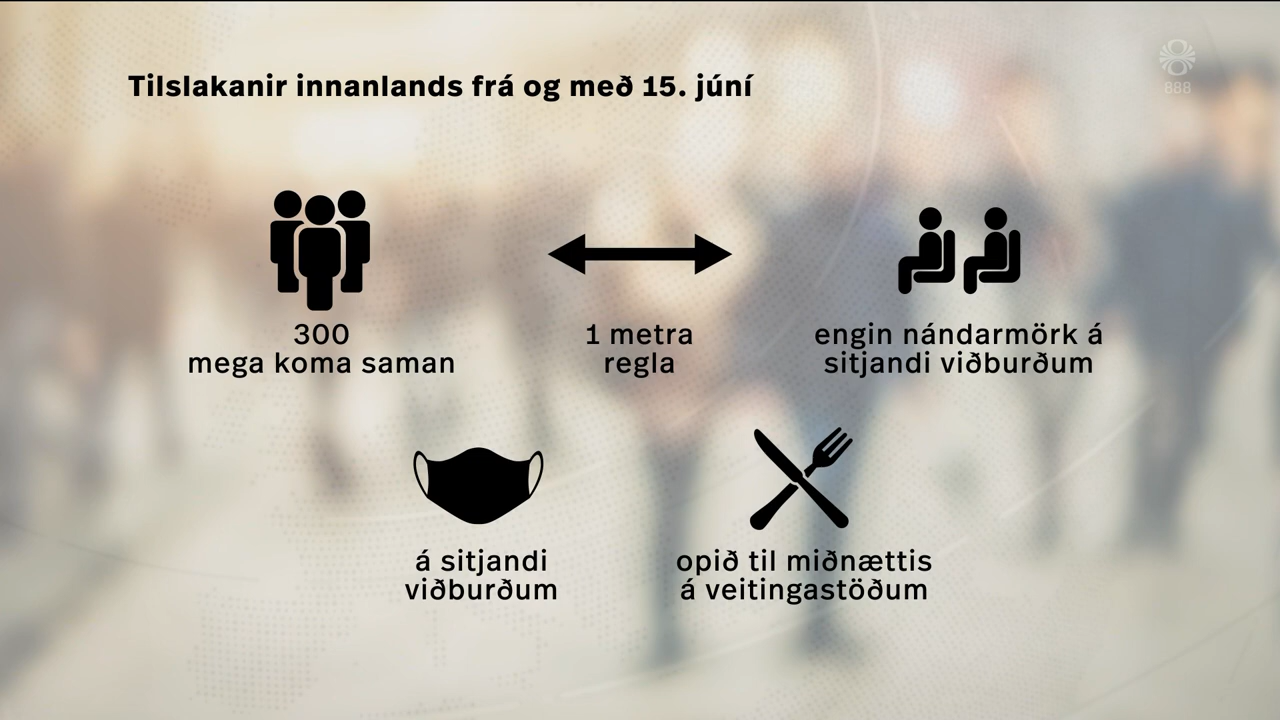 Tilslakanir innanlands frá og með 15. júní
888
300
mega koma saman
1 metra
regla
engin nándarmörk á
sitjandi viðburðum
á sitjandi
viðburðum
opið til miðnættis
á veitingastöðum